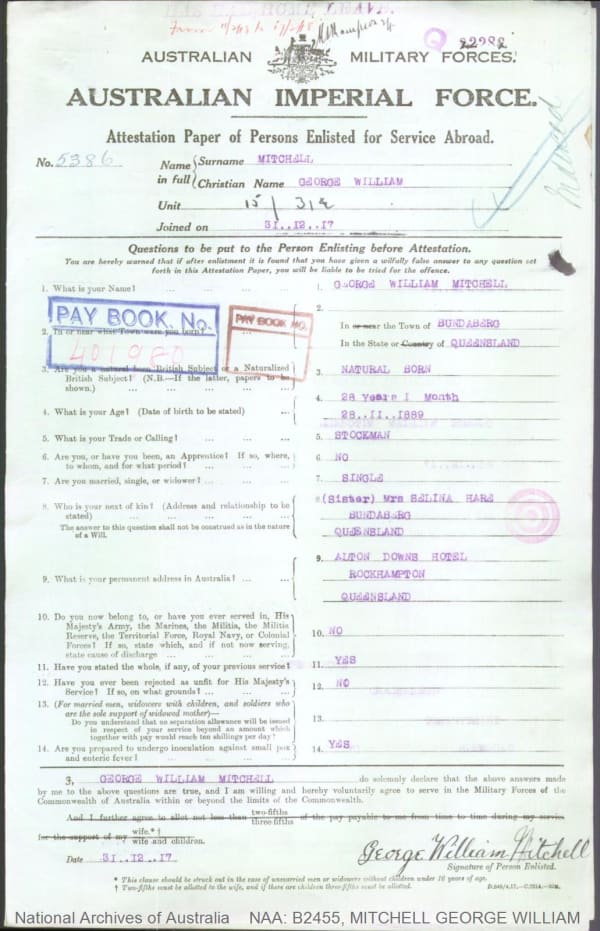 Q 22982
AUSTRALIAN MILITARY FORCES.
AUSTRALIAN IMPERIAL FORCE.
Attestation Paper of Persons Enlisted for Service Abroad.
No. 5386
Name in full
Surname MITCHELL
Christian Name GEORGE WILLIAM
Unit 15/31
Joined on 31..12..17
Questions to be put to the Person Enlisting before Attestation.
You are hereby warned that if after enlistment it is found that you have given a wilfully false answer to any question set
forth in this Attestation Paper, you will be liable to be tried for the offence.
1. What is your Name? ... 1. GEORGE WILLIAM MITCHELL
PAY BOOK. No.
PAY BOOK NO.
2. In or near what Town were you born? ... 2. In or near the Town of BUNDABERG
In the State or Country of QUEENSLAND
3. Are you a natural born British Subject or a Naturalized
British Subject? (N.B.—If the latter, papers to be
shown.) ... 3. NATURAL BORN
4. What is your Age? (Date of birth to be stated) ... 4. 28 Years 1 Month
28..11..1889
5. What is your Trade or Calling? ... 5. STOCKMAN
6. Are you, or have you been, an Apprentice? If so, where,
to whom, and for what period? ... 6. NO
7. Are you married, single, or widower? ... 7. SINGLE
8. Who is your next of kin? (Address and relationship to be
stated) ... 8 (Sister) Mrs SELINA HARE
BUNDABERG
The answer to this question shall not be construed as in the nature
of a Will. QUEENSLAND
9. What is your permanent address in Australia? ... 9. ALTON DOWNS HOTEL
ROCKHAMPTON
QUEENSLAND
10. Do you now belong to, or have you ever served in, His
Majesty's Army, the Marines, the Militia, the Militia
Reserve, the Territorial Force, Royal Navy, or Colonial
Forces? If so, state which, and if not now serving,
state cause of discharge ... 10. NO
11. Have you stated the whole, if any, of your previous service? 11. YES
12. Have you ever been rejected as unfit for His Majesty's
Service? If so, on what grounds? ... 12. NO
13. (For married men, widowers with children, and soldiers who
are the sole support of widowed mother)—
Do you understand that no separation allowance will be issued
in respect of your service beyond an amount which
together with pay would reach ten shillings per day? 13.
14. Are you prepared to undergo inoculation against small pox
and enteric fever? 14. YES
I, GEORGE WILLIAM MITCHELL do solemnly declare that the above answers made
by me to the above questions are true, and I am willing and hereby voluntarily agree to serve in the Military Forces of the
Commonwealth of Australia within or beyond the limits of the Commonwealth.
And I further agree to allot not less than two-fifths three-fifths of the pay payable to me from time to time during my service
for the support of my wife.*†
wife and children.
Date 31..12..17
George William Mitchell
Signature of Person Enlisted.
* This clause should be struck out in the case of unmarried men or widowers without children under 16 years of age.
† Two-fifths must be allotted to the wife, and if there are children three-fifths must be allotted.
National Archives of Australia NAA: B2455, MITCHELL GEORGE WILLIAM